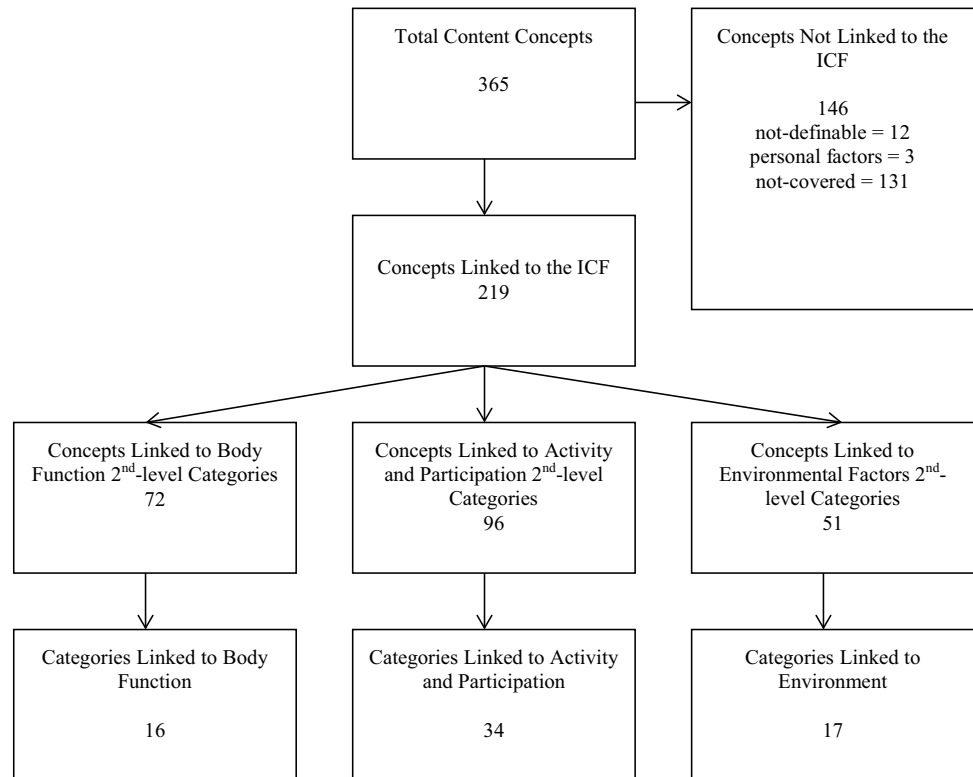 Total Content Concepts
365
Concepts Not Linked to the
ICF
146
not-definable = 12
personal factors = 3
not-covered = 131
Concepts Linked to the ICF
219
Concepts Linked to Body
Function 2nd-level Categories
72
Concepts Linked to Activity
and Participation 2nd-level
Categories
96
Concepts Linked to
Environmental Factors 2nd-
level Categories
51
Categories Linked to Body
Function
16
Categories Linked to Activity
and Participation
34
Categories Linked to
Environment
17